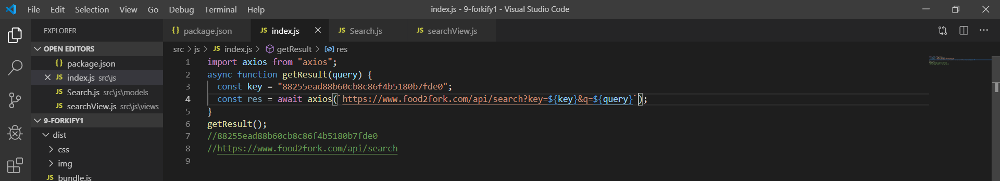 File Edit Selection View Go Debug Terminal Help index.js - 9-forkify1 - Visual Studio Code
EXPLORER
OPEN EDITORS
{} package.json
JS index.js src\js
JS Search.js src\js\models
JS searchView.js src\js\views
9-FORKIFY1
dist
css
img
JS bundle.js
{} package.json JS index.js JS Search.js JS searchView.js
src > js > JS index.js > getResult > res
1 import axios from "axios";
2 async function getResult(query) {
3 const key = "88255ead88b60cb8c86f4b5180b7fde0";
4 const res = await axios(`https://www.food2fork.com/api/search?key=${key}&q=${query}`);
5 }
6 getResult();
7 //88255ead88b60cb8c86f4b5180b7fde0
8 //https://www.food2fork.com/api/search
9